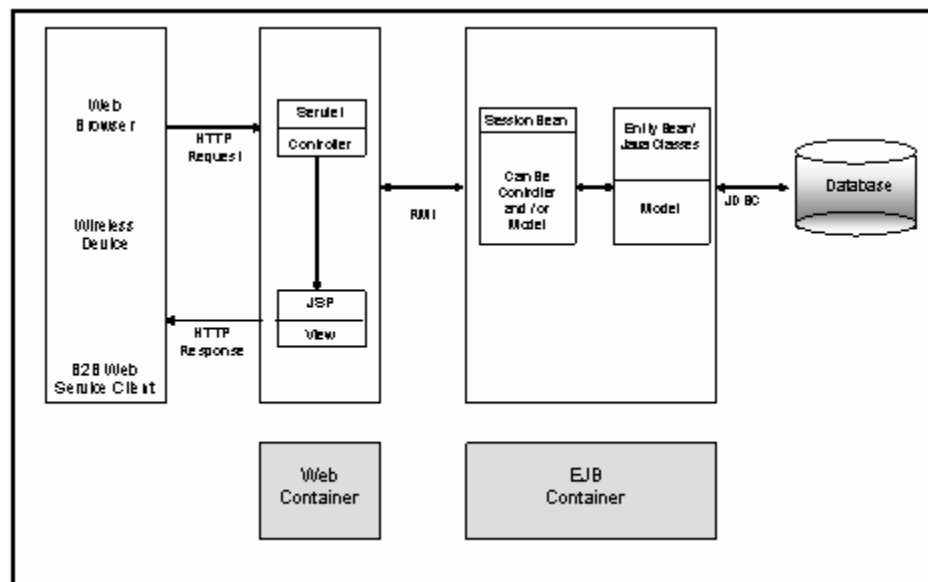 Web
Browser
Wireless
Device
B2B Web
Service Client
HTTP
Request
HTTP
Response
Servlet
Controller
JSP
View
RMI
Session Bean
Can Be
Controller
and / or
Model
Entity Bean/
Java Classes
Model
JDBC
Database
Web
Container
EJB
Container